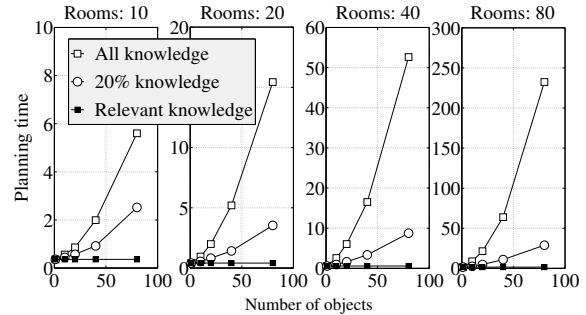 Rooms: 10 Rooms: 20 Rooms: 40 Rooms: 80
10 20 60 300
8 50 250
All knowledge
20% knowledge
Relevant knowledge
6 15 40 200
Planning time
10 30 150
4
20 100
2 5
10 50
0 0 0 0
0 50 100 0 50 100 0 50 100 0 50 100
Number of objects